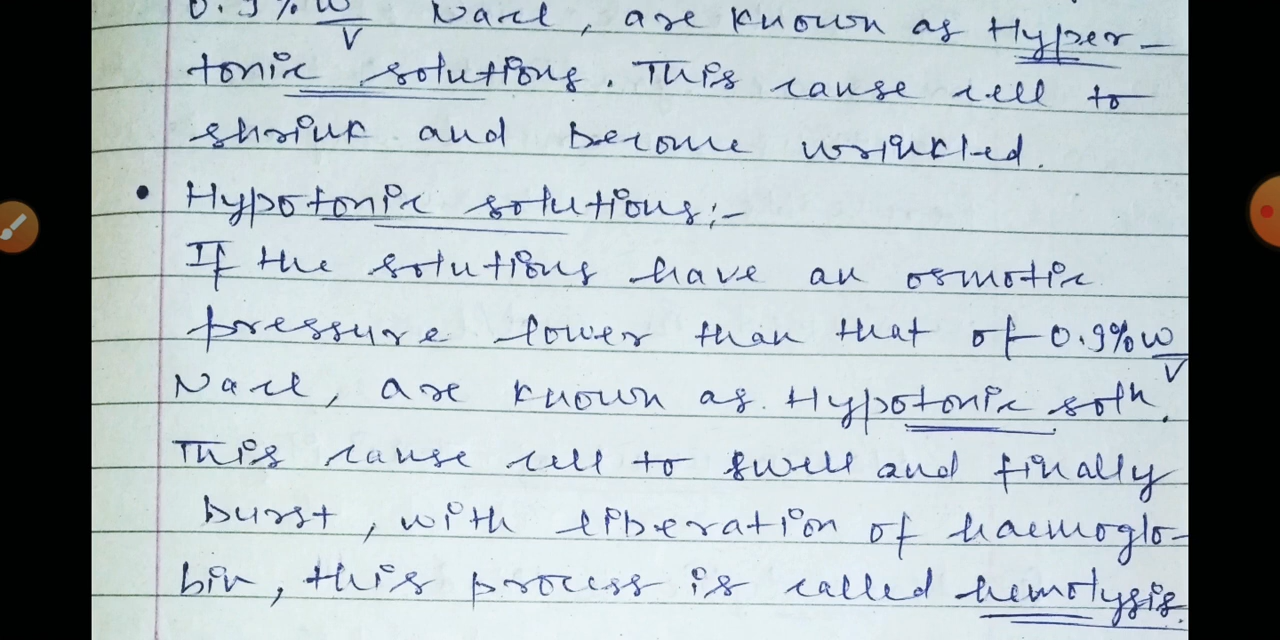 0.9% w/v Nacl, are known as Hyper-
tonic solutions. This cause cell to
shrink and become wrinkled.
• Hypotonic solutions:-
If the solutions have an osmotic
pressure lower than that of 0.9% w/v
Nacl, are known as Hypotonic soln.
This cause cell to swell and finally
burst, with liberation of haemoglo-
bin, this process is called hemolysis.